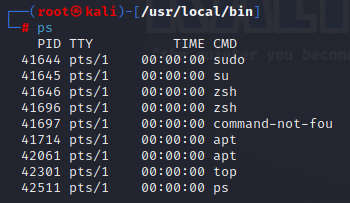 ┌──(root㉿kali)-[/usr/local/bin]
└─# ps
    PID TTY          TIME CMD
  41644 pts/1    00:00:00 sudo
  41645 pts/1    00:00:00 su
  41646 pts/1    00:00:00 zsh
  41696 pts/1    00:00:00 zsh
  41697 pts/1    00:00:00 command-not-fou
  41714 pts/1    00:00:00 apt
  42061 pts/1    00:00:00 apt
  42301 pts/1    00:00:00 top
  42511 pts/1    00:00:00 ps